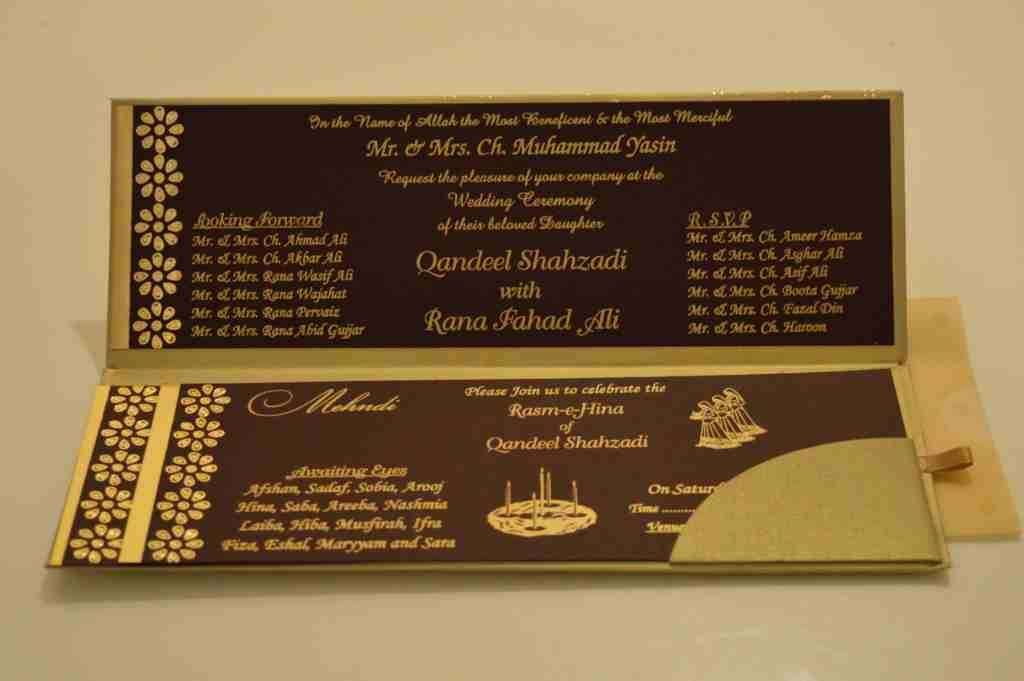 In the Name of Allah the Most Beneficent & the Most Merciful
Mr. & Mrs. Ch. Muhammad Yasin
Request the pleasure of your company at the
Wedding Ceremony
of their beloved Daughter
Qandeel Shahzadi
with
Rana Fahad Ali
Looking Forward
Mr. & Mrs. Ch. Ahmad Ali
Mr. & Mrs. Ch. Akbar Ali
Mr. & Mrs. Rana Wasif Ali
Mr. & Mrs. Rana Wajahat
Mr. & Mrs. Rana Pervaiz
Mr. & Mrs. Rana Abid Gujjar
R.S.V.P
Mr. & Mrs. Ch. Ameer Hamza
Mr. & Mrs. Ch. Asghar Ali
Mr. & Mrs. Ch. Asif Ali
Mr. & Mrs. Ch. Boota Gujjar
Mr. & Mrs. Ch. Fazal Din
Mr. & Mrs. Ch. Haroon
Mehndi
Please Join us to celebrate the
Rasm-e-Hina
of
Qandeel Shahzadi
Awaiting Eyes
Afshan, Sadaf, Sobia, Arooj
Hina, Saba, Areeba, Nashmia
Laiba, Hiba, Musfirah, Ifra
Fiza, Eshal, Maryyam and Sara
On Saturd
Time ..........
Venue